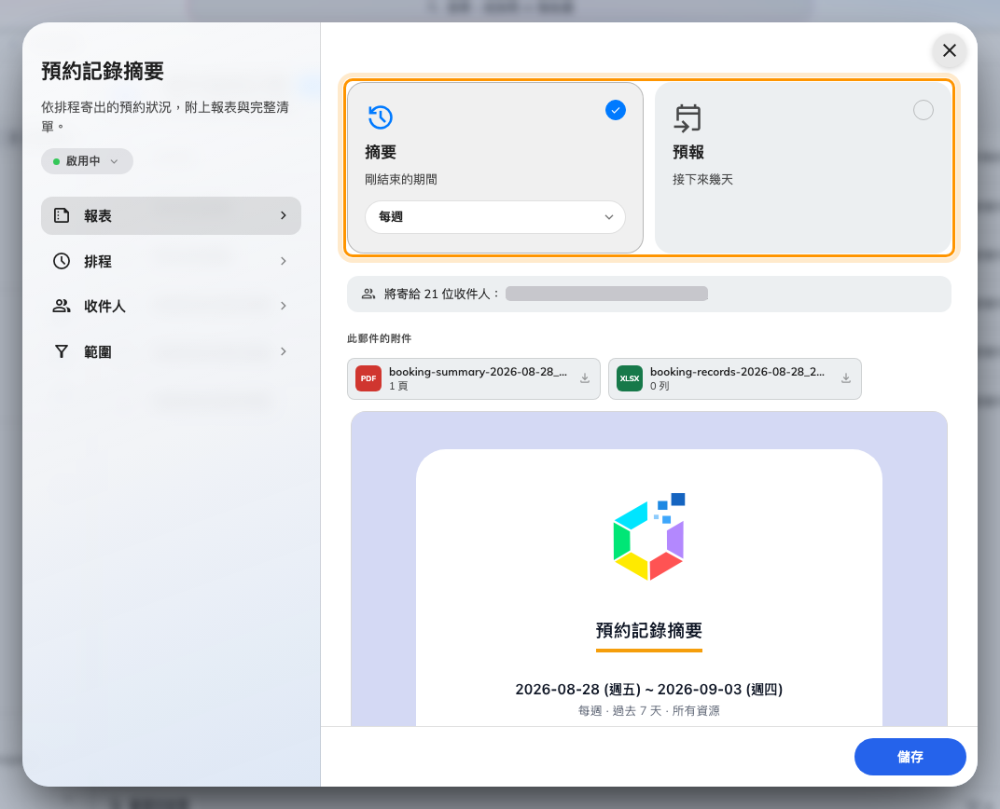 預約記錄摘要
依排程寄出的預約狀況，附上報表與完整清
單。
啟用中
報表
排程
收件人
範圍
摘要
剛結束的期間
每週
預報
接下來幾天
將寄給 21 位收件人：
此郵件的附件
PDF
booking-summary-2026-08-28_...
1 頁
XLSX
booking-records-2026-08-28_2...
0 列
預約記錄摘要
2026-08-28 (週五) ~ 2026-09-03 (週四)
每週 · 過去 7 天 · 所有資源
儲存